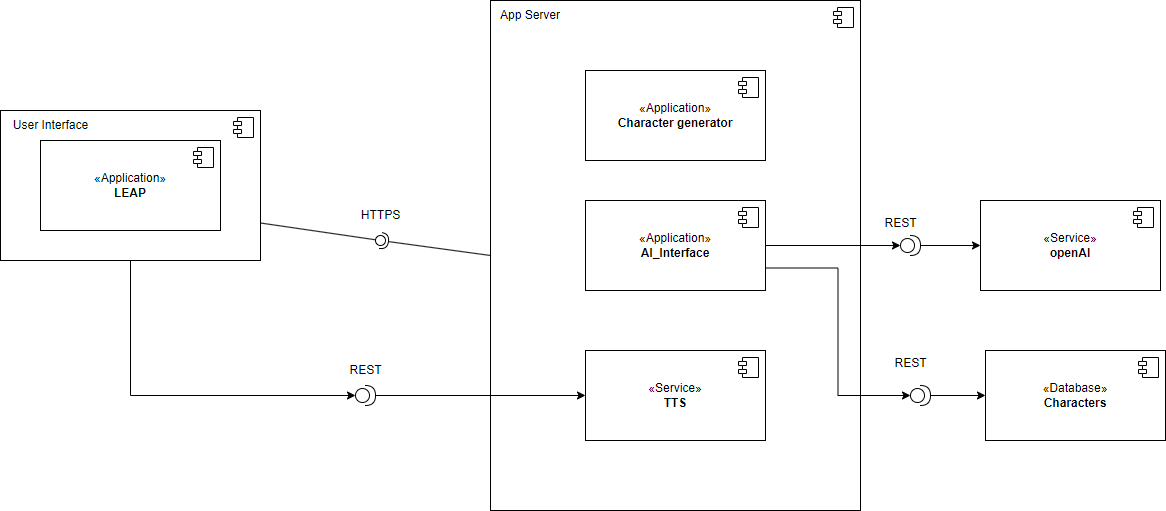 App Server
«Application»
Character generator
User Interface
«Application»
LEAP
HTTPS
«Application»
AI_Interface
REST
«Service»
openAI
REST
«Service»
TTS
REST
«Database»
Characters